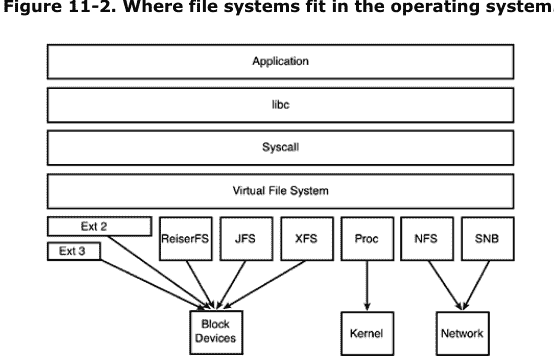 Figure 11-2. Where file systems fit in the operating system.
Application
libc
Syscall
Virtual File System
Ext 2
Ext 3
ReiserFS
JFS
XFS
Proc
NFS
SNB
Block
Devices
Kernel
Network